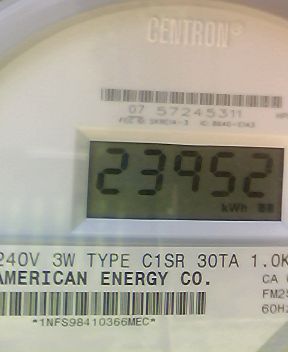 CENTRON®
07 57245311
23952
kWh
240V 3W TYPE C1SR 30TA 1.0K
AMERICAN ENERGY CO. CA
FM2S
60HZ
*1NFS98410366MEC*